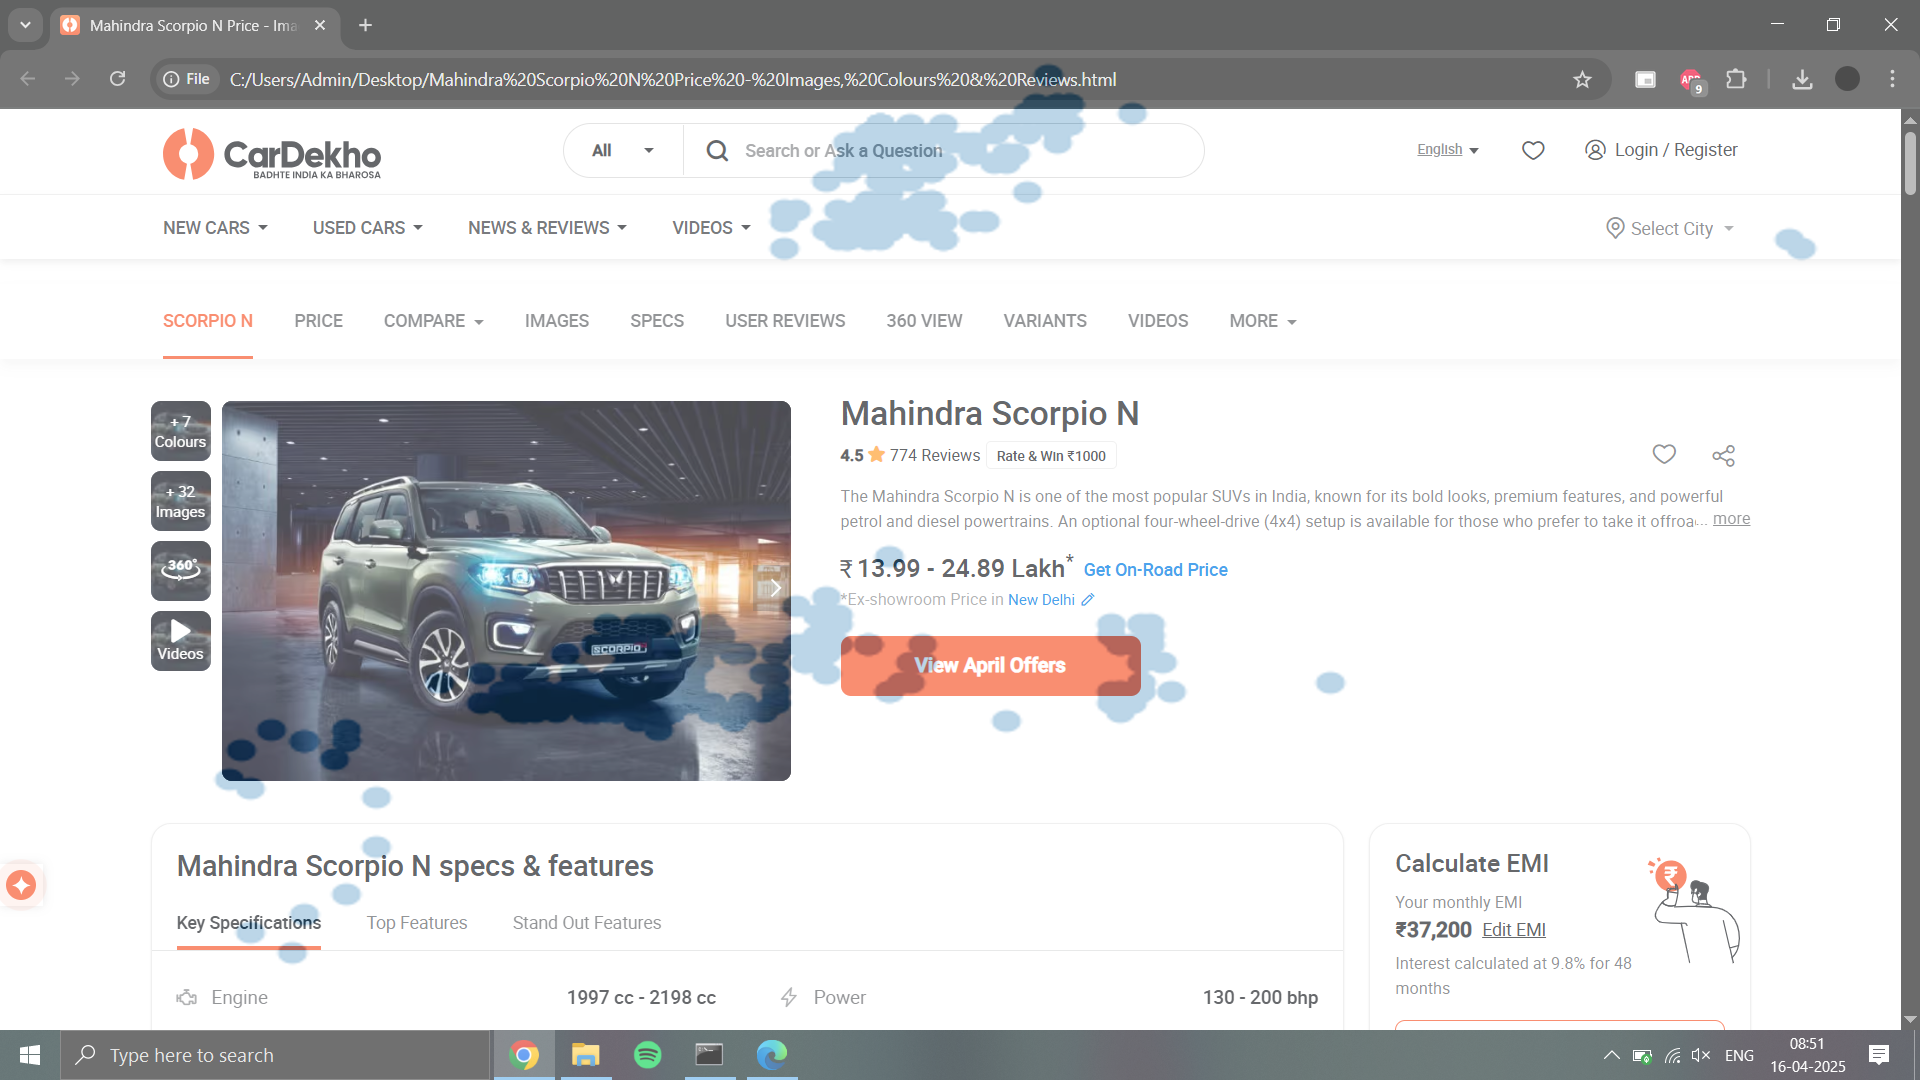 Mahindra Scorpio N Price - Ima
File C:/Users/Admin/Desktop/Mahindra%20Scorpio%20N%20Price%20-%20Images,%20Colours%20&%20Reviews.html
9
CarDekho
BADHTE INDIA KA BHAROSA
All Search or Ask a Question English Login / Register
NEW CARS USED CARS NEWS & REVIEWS VIDEOS Select City
SCORPIO N PRICE COMPARE IMAGES SPECS USER REVIEWS 360 VIEW VARIANTS VIDEOS MORE
+ 7
Colours
+ 32
Images
360°
Videos
SCORPIO
Mahindra Scorpio N
4.5 774 Reviews Rate & Win ₹1000
The Mahindra Scorpio N is one of the most popular SUVs in India, known for its bold looks, premium features, and powerful
petrol and diesel powertrains. An optional four-wheel-drive (4x4) setup is available for those who prefer to take it offroa... more
₹ 13.99 - 24.89 Lakh* Get On-Road Price
*Ex-showroom Price in New Delhi
View April Offers
Mahindra Scorpio N specs & features
Key Specifications Top Features Stand Out Features
Engine 1997 cc - 2198 cc Power 130 - 200 bhp
Calculate EMI
Your monthly EMI
₹37,200 Edit EMI
Interest calculated at 9.8% for 48
months
Type here to search
ENG
08:51
16-04-2025